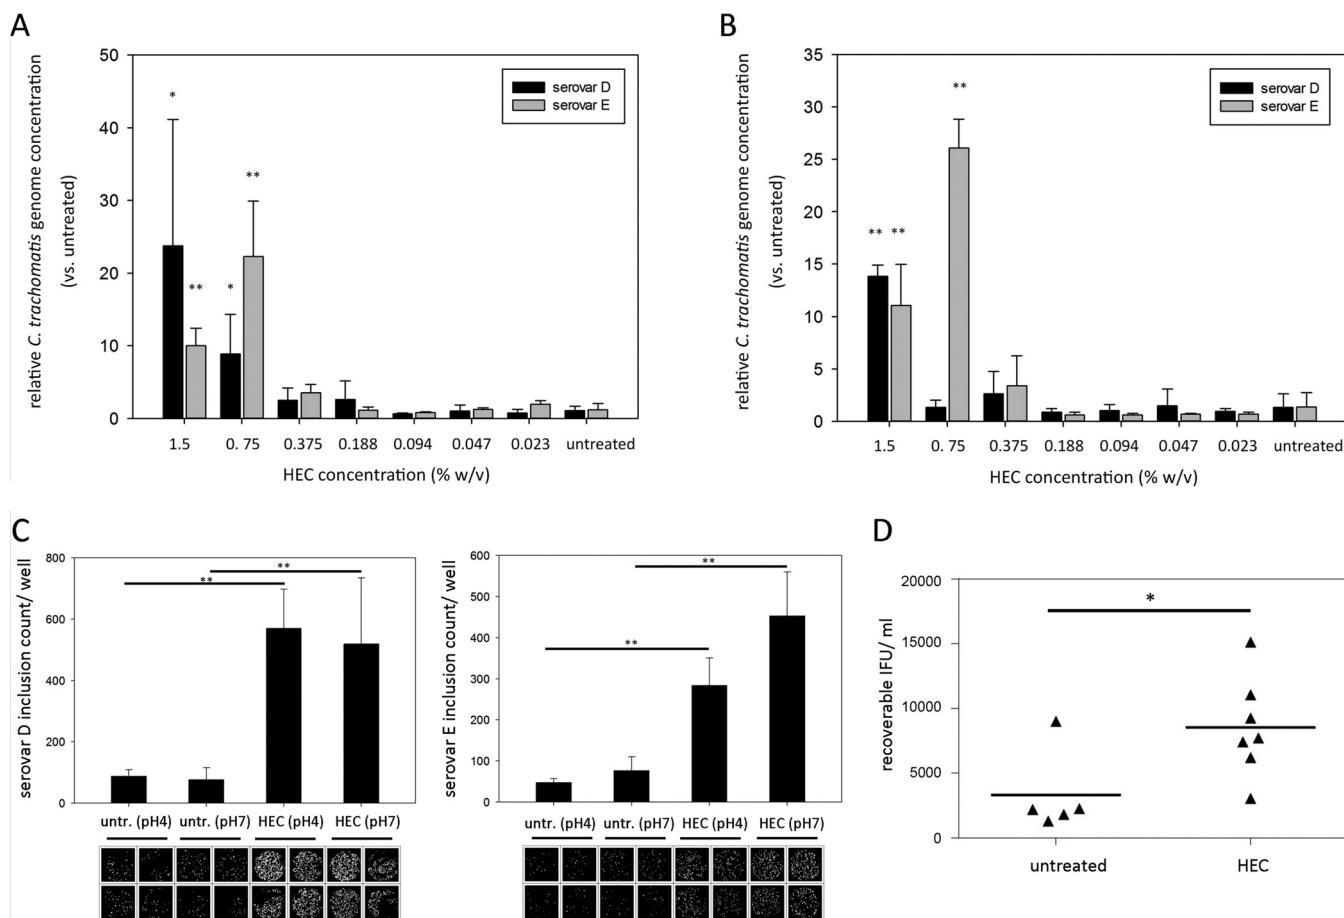 A
relative C. trachomatis genome concentration
(vs. untreated)
50
40
30
20
10
0
serovar D
serovar E
*
**
*
**
1.5 0. 75 0.375 0.188 0.094 0.047 0.023 untreated
HEC concentration (% w/v)
B
relative C. trachomatis genome concentration
(vs. untreated)
35
30
25
20
15
10
5
0
serovar D
serovar E
**
**
**
1.5 0. 75 0.375 0.188 0.094 0.047 0.023 untreated
HEC concentration (% w/v)
C
serovar D inclusion count/ well
800
600
400
200
0
**
**
untr. (pH4) untr. (pH7) HEC (pH4) HEC (pH7)
serovar E inclusion count/ well
600
500
400
300
200
100
0
**
**
untr. (pH4) untr. (pH7) HEC (pH4) HEC (pH7)
D
recoverable IFU/ ml
20000
15000
10000
5000
0
*
untreated HEC